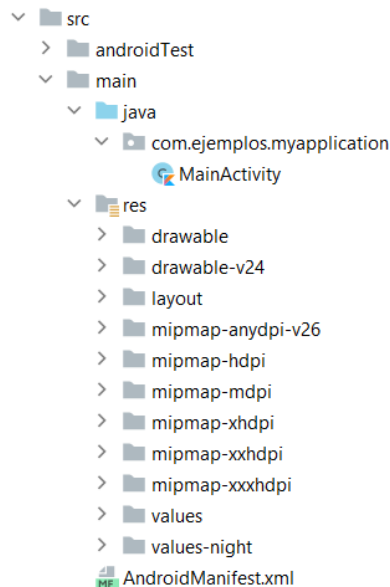 src
androidTest
main
java
com.ejemplos.myapplication
MainActivity
res
drawable
drawable-v24
layout
mipmap-anydpi-v26
mipmap-hdpi
mipmap-mdpi
mipmap-xhdpi
mipmap-xxhdpi
mipmap-xxxhdpi
values
values-night
MF AndroidManifest.xml